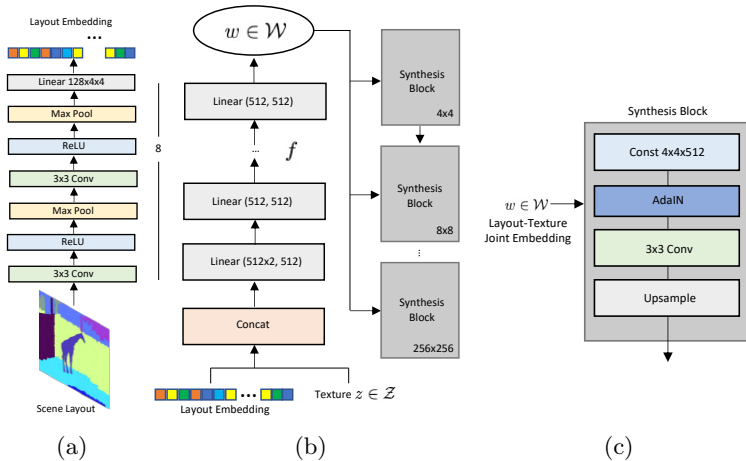 Layout Embedding
...
Linear 128x4x4
Max Pool
ReLU
3x3 Conv
Max Pool
ReLU
3x3 Conv
Scene Layout
(a)
w ∈ W
8
Linear (512, 512)
...
f
Linear (512, 512)
Linear (512x2, 512)
Concat
...
Layout Embedding
Texture z ∈ Z
(b)
Synthesis
Block
4x4
Synthesis
Block
8x8
...
Synthesis
Block
256x256
Synthesis Block
Const 4x4x512
w ∈ W
Layout-Texture
Joint Embedding
AdaIN
3x3 Conv
Upsample
(c)